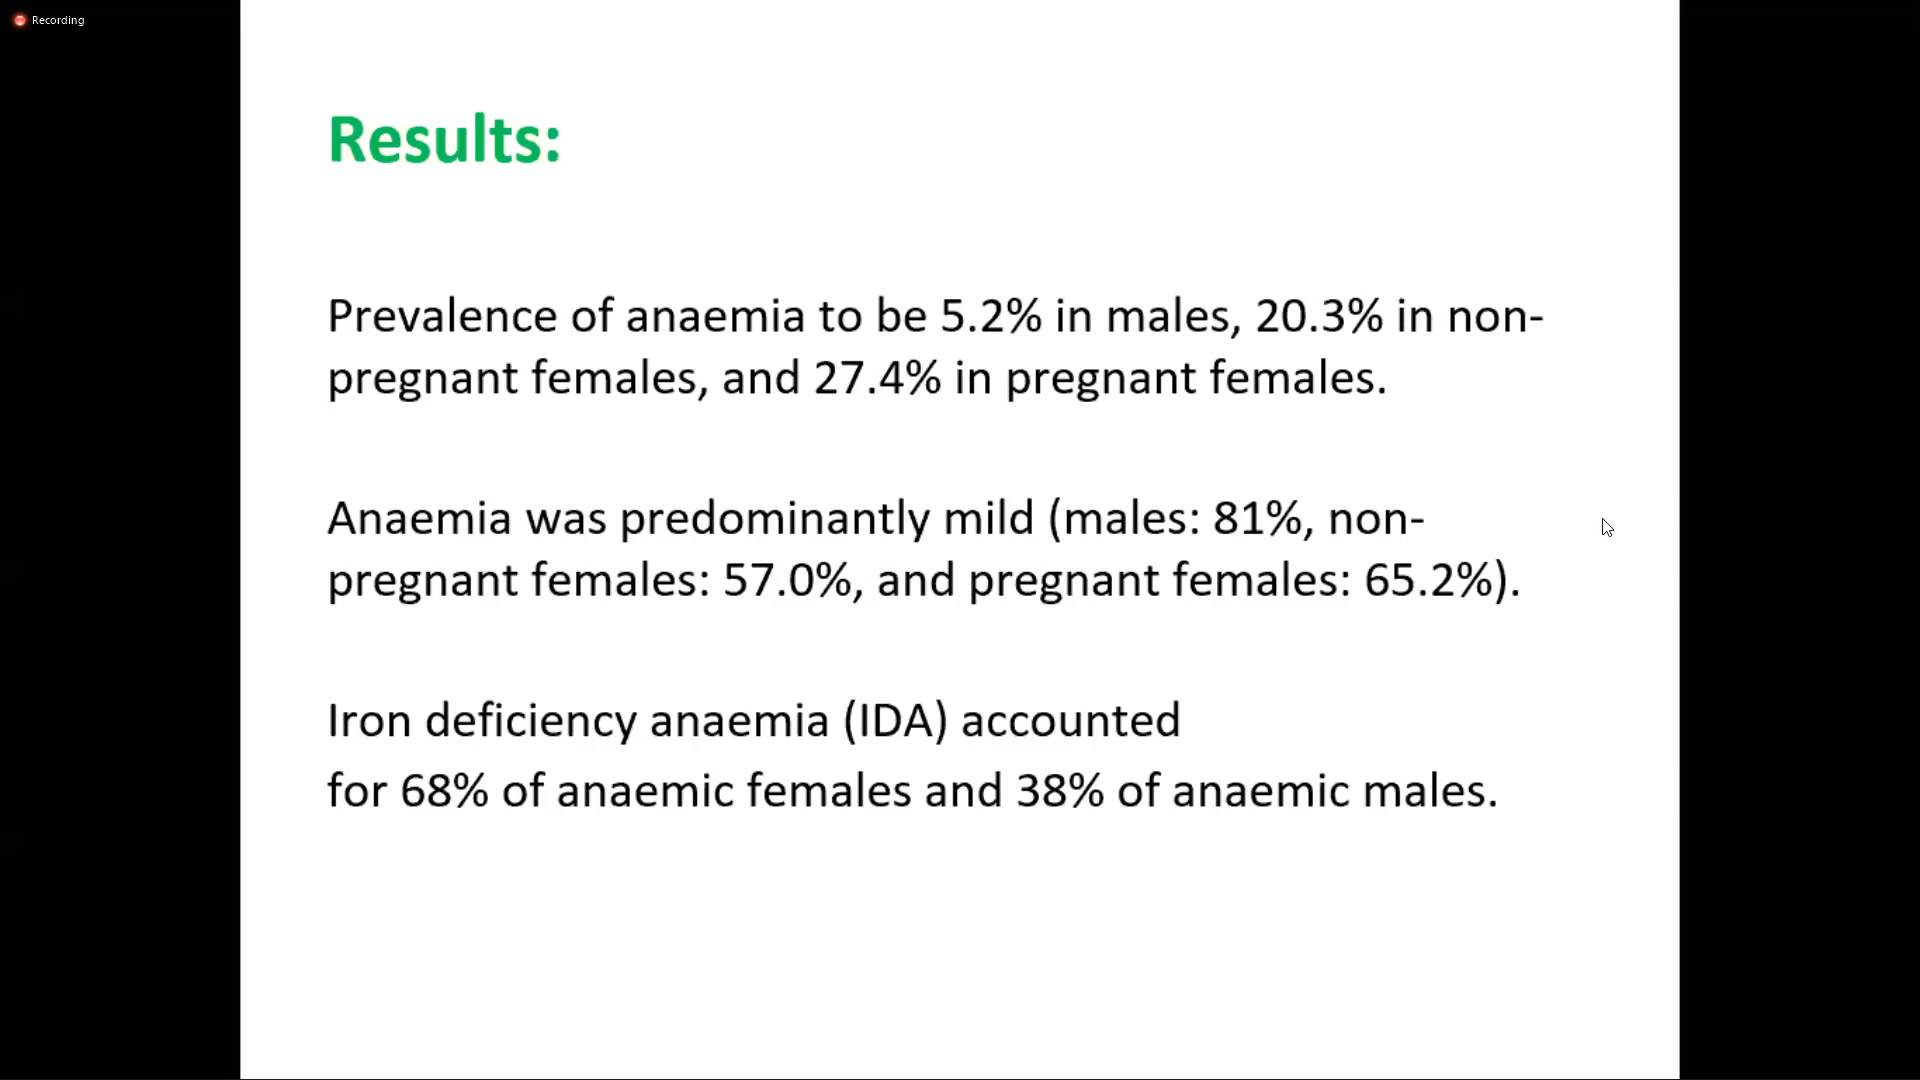 Recording
Results:
Prevalence of anaemia to be 5.2% in males, 20.3% in non-
pregnant females, and 27.4% in pregnant females.
Anaemia was predominantly mild (males: 81%, non-
pregnant females: 57.0%, and pregnant females: 65.2%).
Iron deficiency anaemia (IDA) accounted
for 68% of anaemic females and 38% of anaemic males.